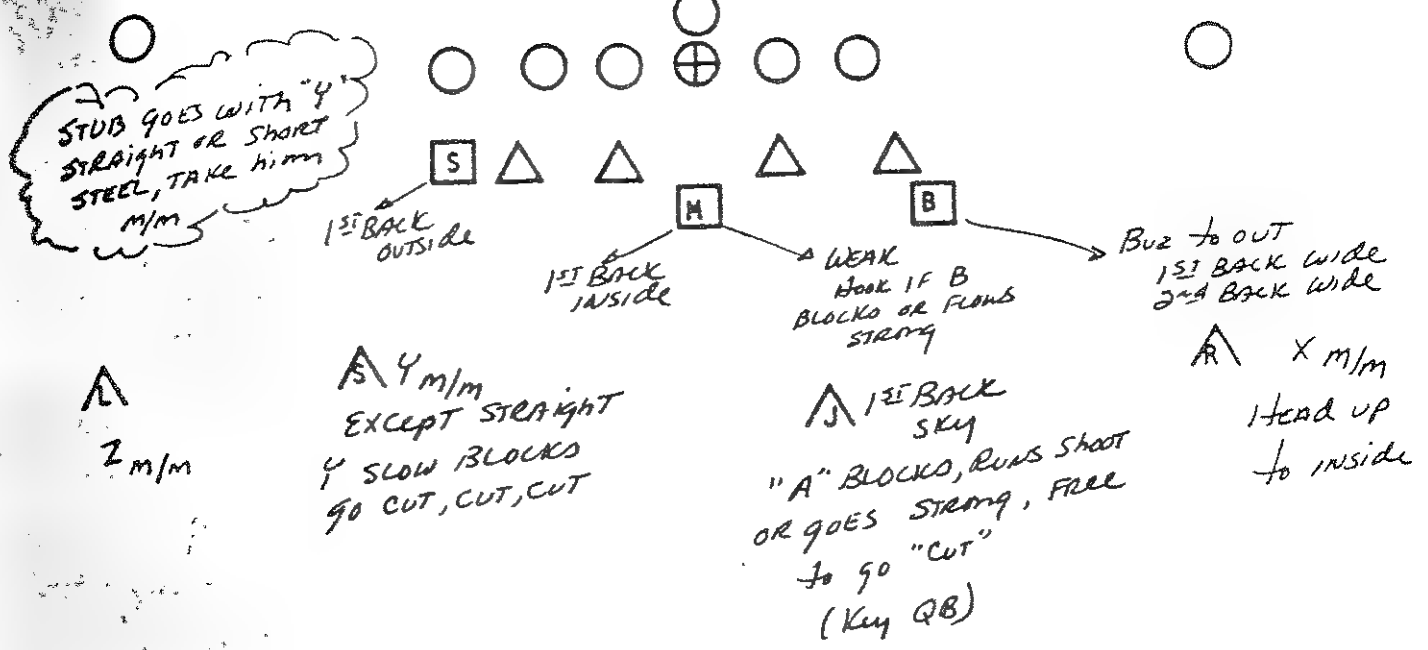 STUB GOES WITH "Y"
STRAIGHT OR SHORT
STEEL, TAKE him
m/m
S
M
B
1ST BACK
OUTSIDE
1ST BACK
INSIDE
WEAK
HOOK IF B
BLOCKS OR FLOWS
STRONG
BUZ to OUT
1ST BACK WIDE
2nd BACK WIDE
L
Z m/m
S Y m/m
EXCEPT STRAIGHT
Y SLOW BLOCKS
GO CUT, CUT, CUT
J 1ST BACK
SKY
"A" BLOCKS, RUNS SHOOT
OR GOES STRONG, FREE
to go "CUT"
(Key QB)
R X m/m
HEAD UP
to INSIDE